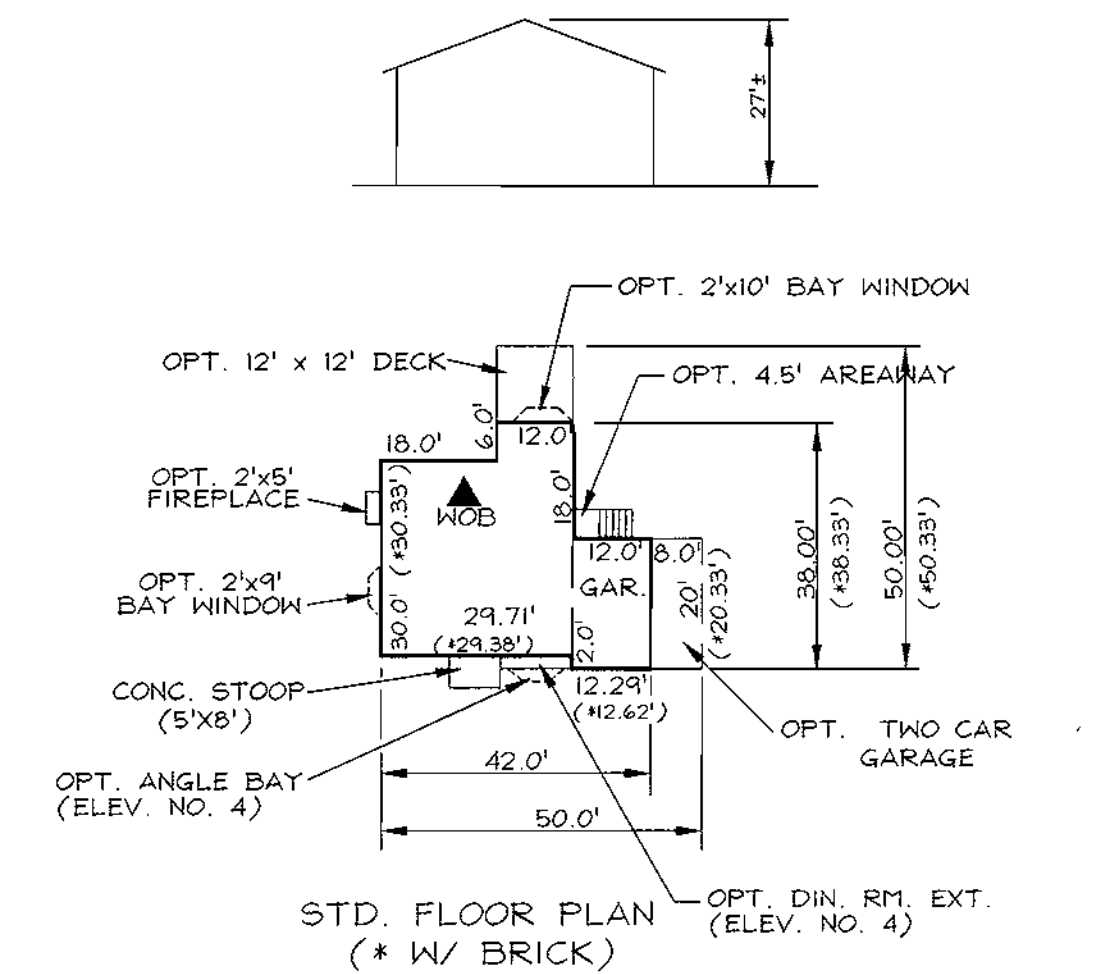 27'±
OPT. 2'x10' BAY WINDOW
OPT. 12' x 12' DECK
OPT. 4.5' AREAWAY
6.0'
12.0
18.0'
OPT. 2'x5'
FIREPLACE
(*30.33')
WOB
18.0'
12.0'
8.0'
GAR.
20'
(*20.33')
38.00'
(*38.33')
50.00'
(*50.33')
OPT. 2'x9'
BAY WINDOW
30.0'
29.71'
(*29.38')
2.0'
CONC. STOOP
(5'X8')
12.29'
(*12.62')
OPT. TWO CAR
GARAGE
OPT. ANGLE BAY
(ELEV. NO. 4)
42.0'
50.0'
OPT. DIN. RM. EXT.
(ELEV. NO. 4)
STD. FLOOR PLAN
(* W/ BRICK)